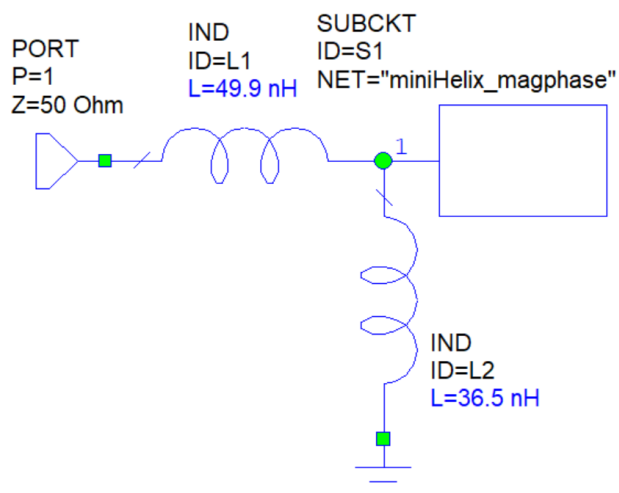 PORT
P=1
Z=50 Ohm
IND
ID=L1
L=49.9 nH
SUBCKT
ID=S1
NET="miniHelix_magphase"
1
IND
ID=L2
L=36.5 nH